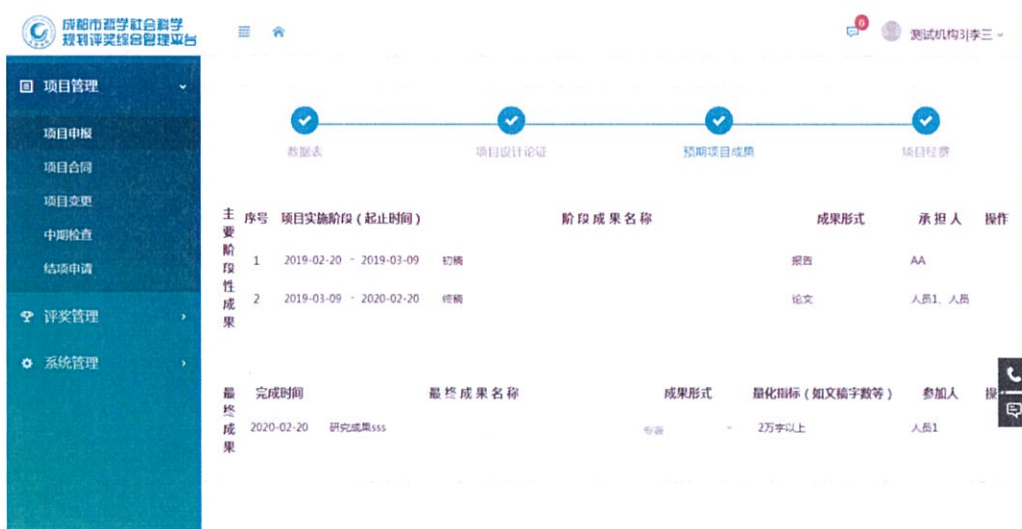 成都市哲学社会科学
规划评奖综合管理平台
0
测试机构3|李三
项目管理
项目申报
项目合同
项目变更
中期检查
结项申请
评奖管理
系统管理
数据表
项目设计论证
预期项目成果
项目经费
主要阶段性成果
序号 项目实施阶段（起止时间） 阶段成果名称 成果形式 承担人 操作
1 2019-02-20 - 2019-03-09 初稿 报告 AA
2 2019-03-09 - 2020-02-20 终稿 论文 人员1、人员
最终成果
完成时间 最终成果名称 成果形式 量化指标（如文稿字数等） 参加人 操
2020-02-20 研究成果sss 专著 2万字以上 人员1